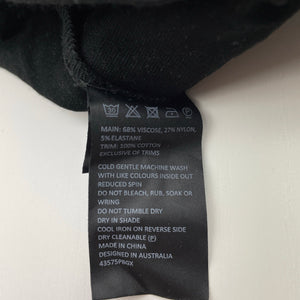 MAIN: 68% VISCOSE, 27% NYLON,
5% ELASTANE
TRIM: 100% COTTON
EXCLUSIVE OF TRIMS
COLD GENTLE MACHINE WASH
WITH LIKE COLOURS INSIDE OUT
REDUCED SPIN
DO NOT BLEACH, RUB, SOAK OR
WRING
DO NOT TUMBLE DRY
DRY IN SHADE
COOL IRON ON REVERSE SIDE
DRY CLEANABLE (P)
MADE IN CHINA
DESIGNED IN AUSTRALIA